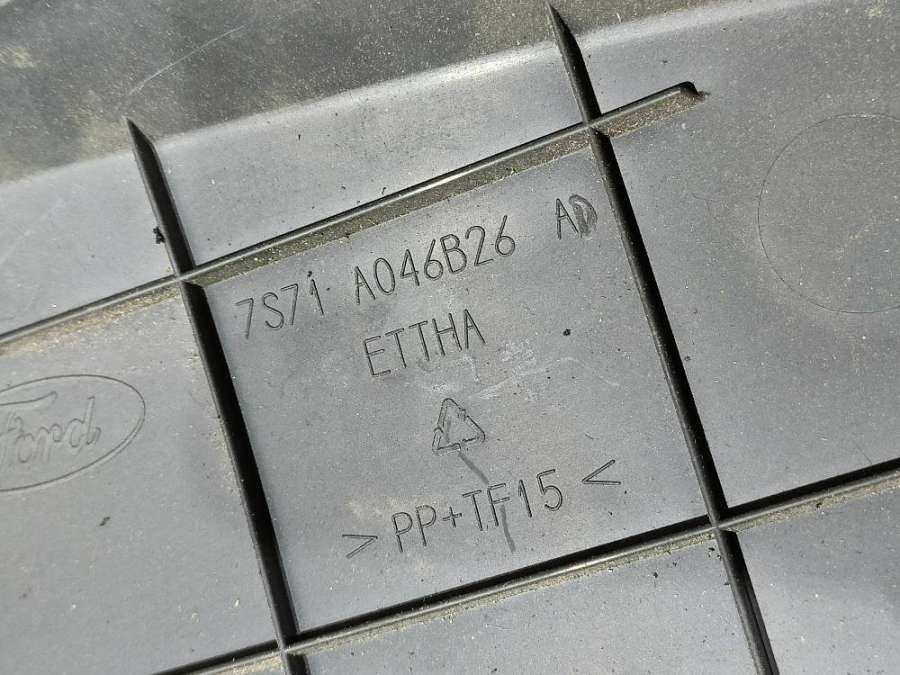 7S71 A046B26 AD
ETTHA
Ford
> PP+TF15 <